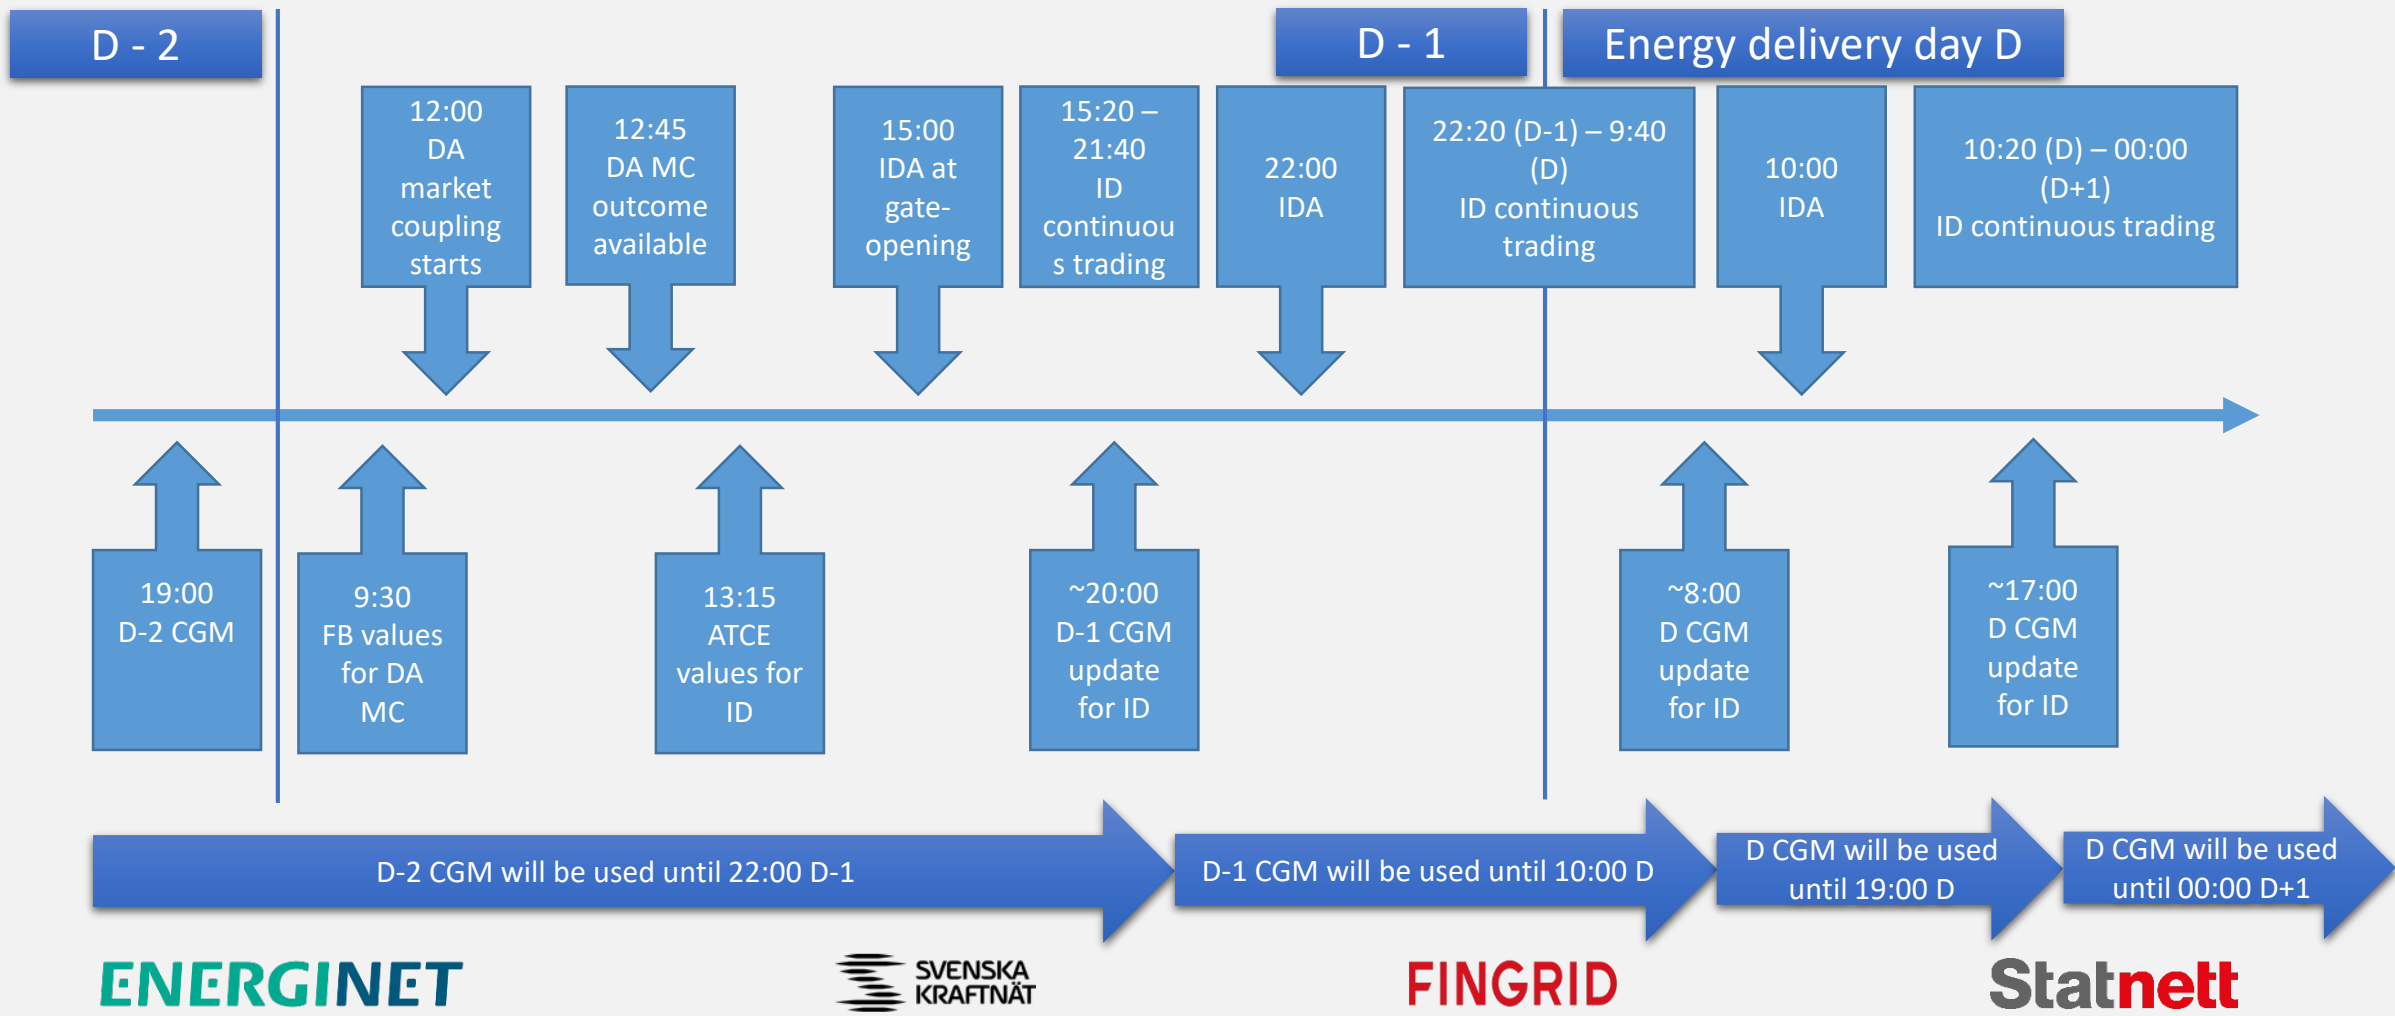 D - 2
D - 1
Energy delivery day D
12:00
DA
market
coupling
starts
12:45
DA MC
outcome
available
15:00
IDA at
gate-
opening
15:20 –
21:40
ID
continuou
s trading
22:00
IDA
22:20 (D-1) – 9:40
(D)
ID continuous
trading
10:00
IDA
10:20 (D) – 00:00
(D+1)
ID continuous trading
19:00
D-2 CGM
9:30
FB values
for DA
MC
13:15
ATCE
values for
ID
~20:00
D-1 CGM
update
for ID
~8:00
D CGM
update
for ID
~17:00
D CGM
update
for ID
D-2 CGM will be used until 22:00 D-1
D-1 CGM will be used until 10:00 D
D CGM will be used
until 19:00 D
D CGM will be used
until 00:00 D+1
ENERGINET
SVENSKA
KRAFTNÄT
FINGRID
Statnett